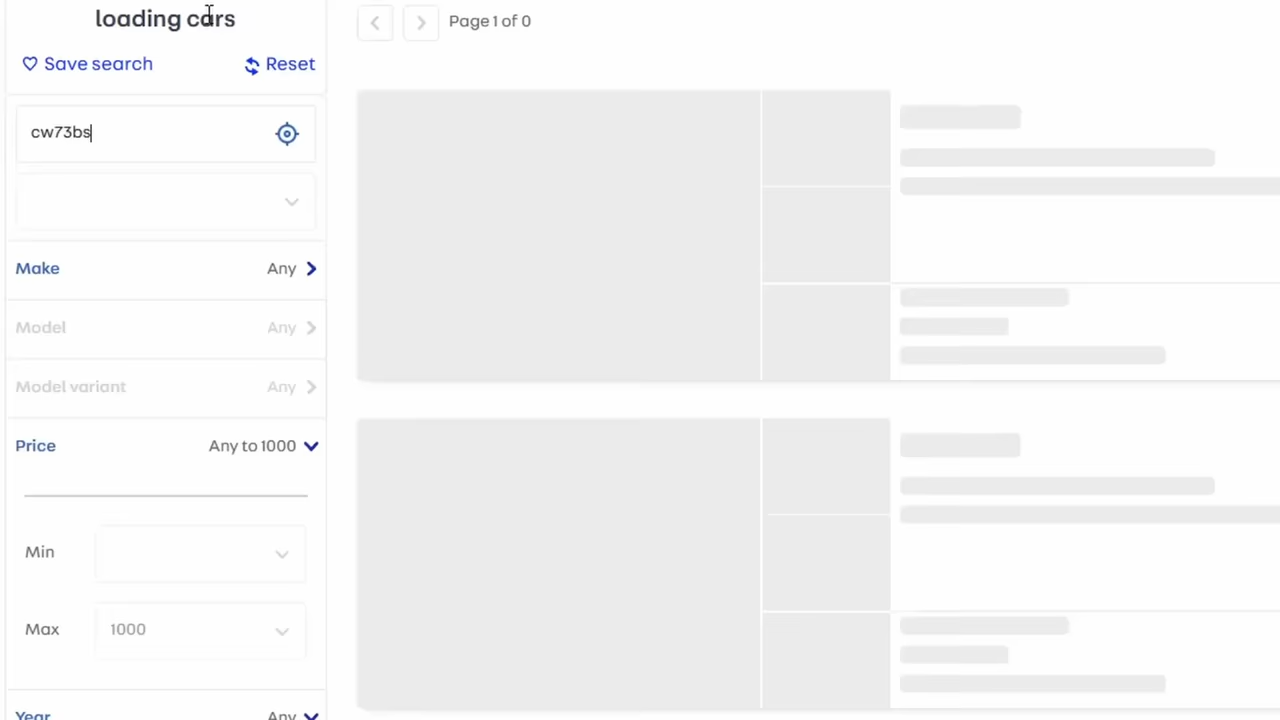 loading cars
Save search
Reset
cw73bs
Make Any
Model Any
Model variant Any
Price Any to 1000
Min
Max 1000
Year Any
Page 1 of 0